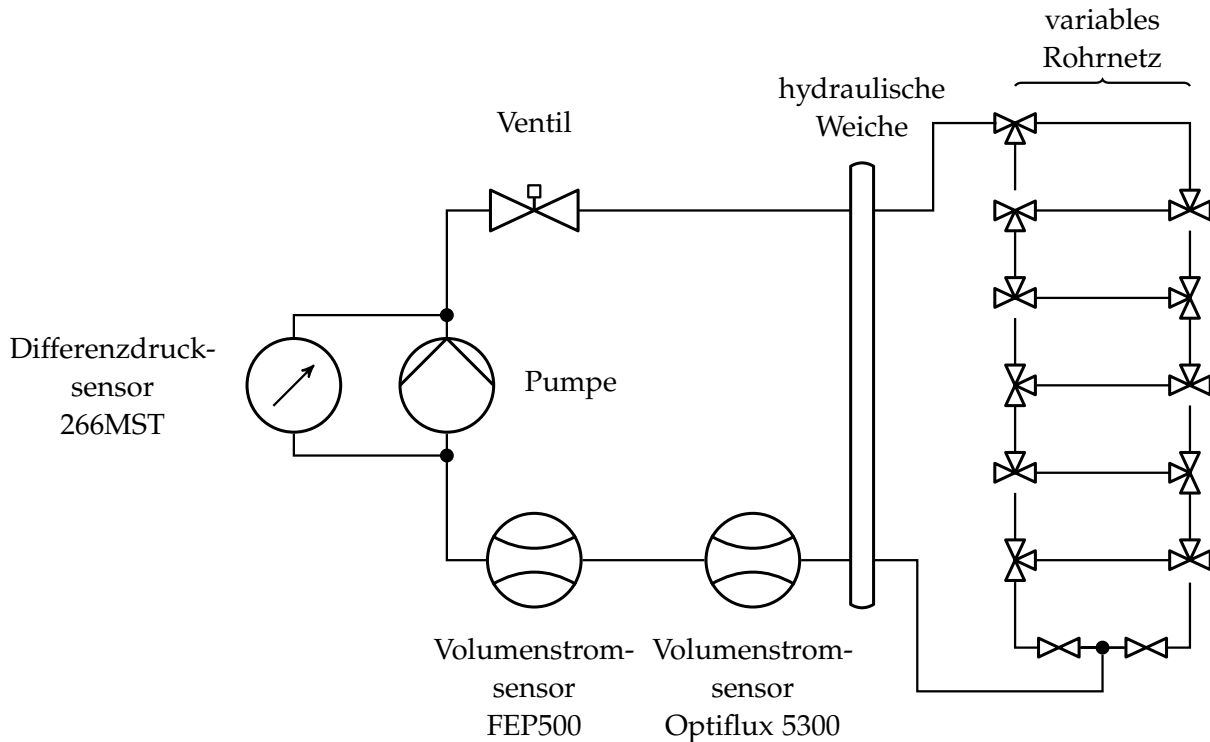 variables
Rohrnetz
hydraulische
Weiche
Ventil
Differenzdruck-
sensor
266MST
Pumpe
Volumenstrom-
sensor
FEP500
Volumenstrom-
sensor
Optiflux 5300